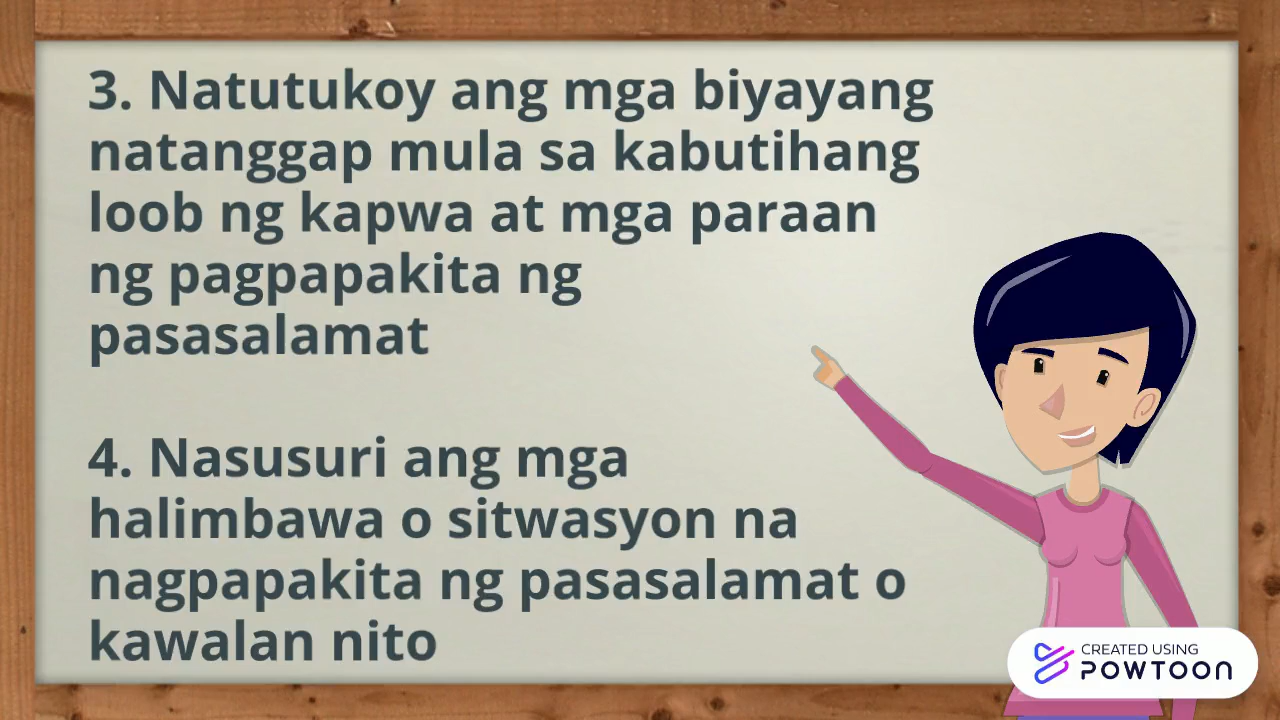 3. Natutukoy ang mga biyayang
natanggap mula sa kabutihang
loob ng kapwa at mga paraan
ng pagpapakita ng
pasasalamat
4. Nasusuri ang mga
halimbawa o sitwasyon na
nagpapakita ng pasasalamat o
kawalan nito
CREATED USING
POWTOON